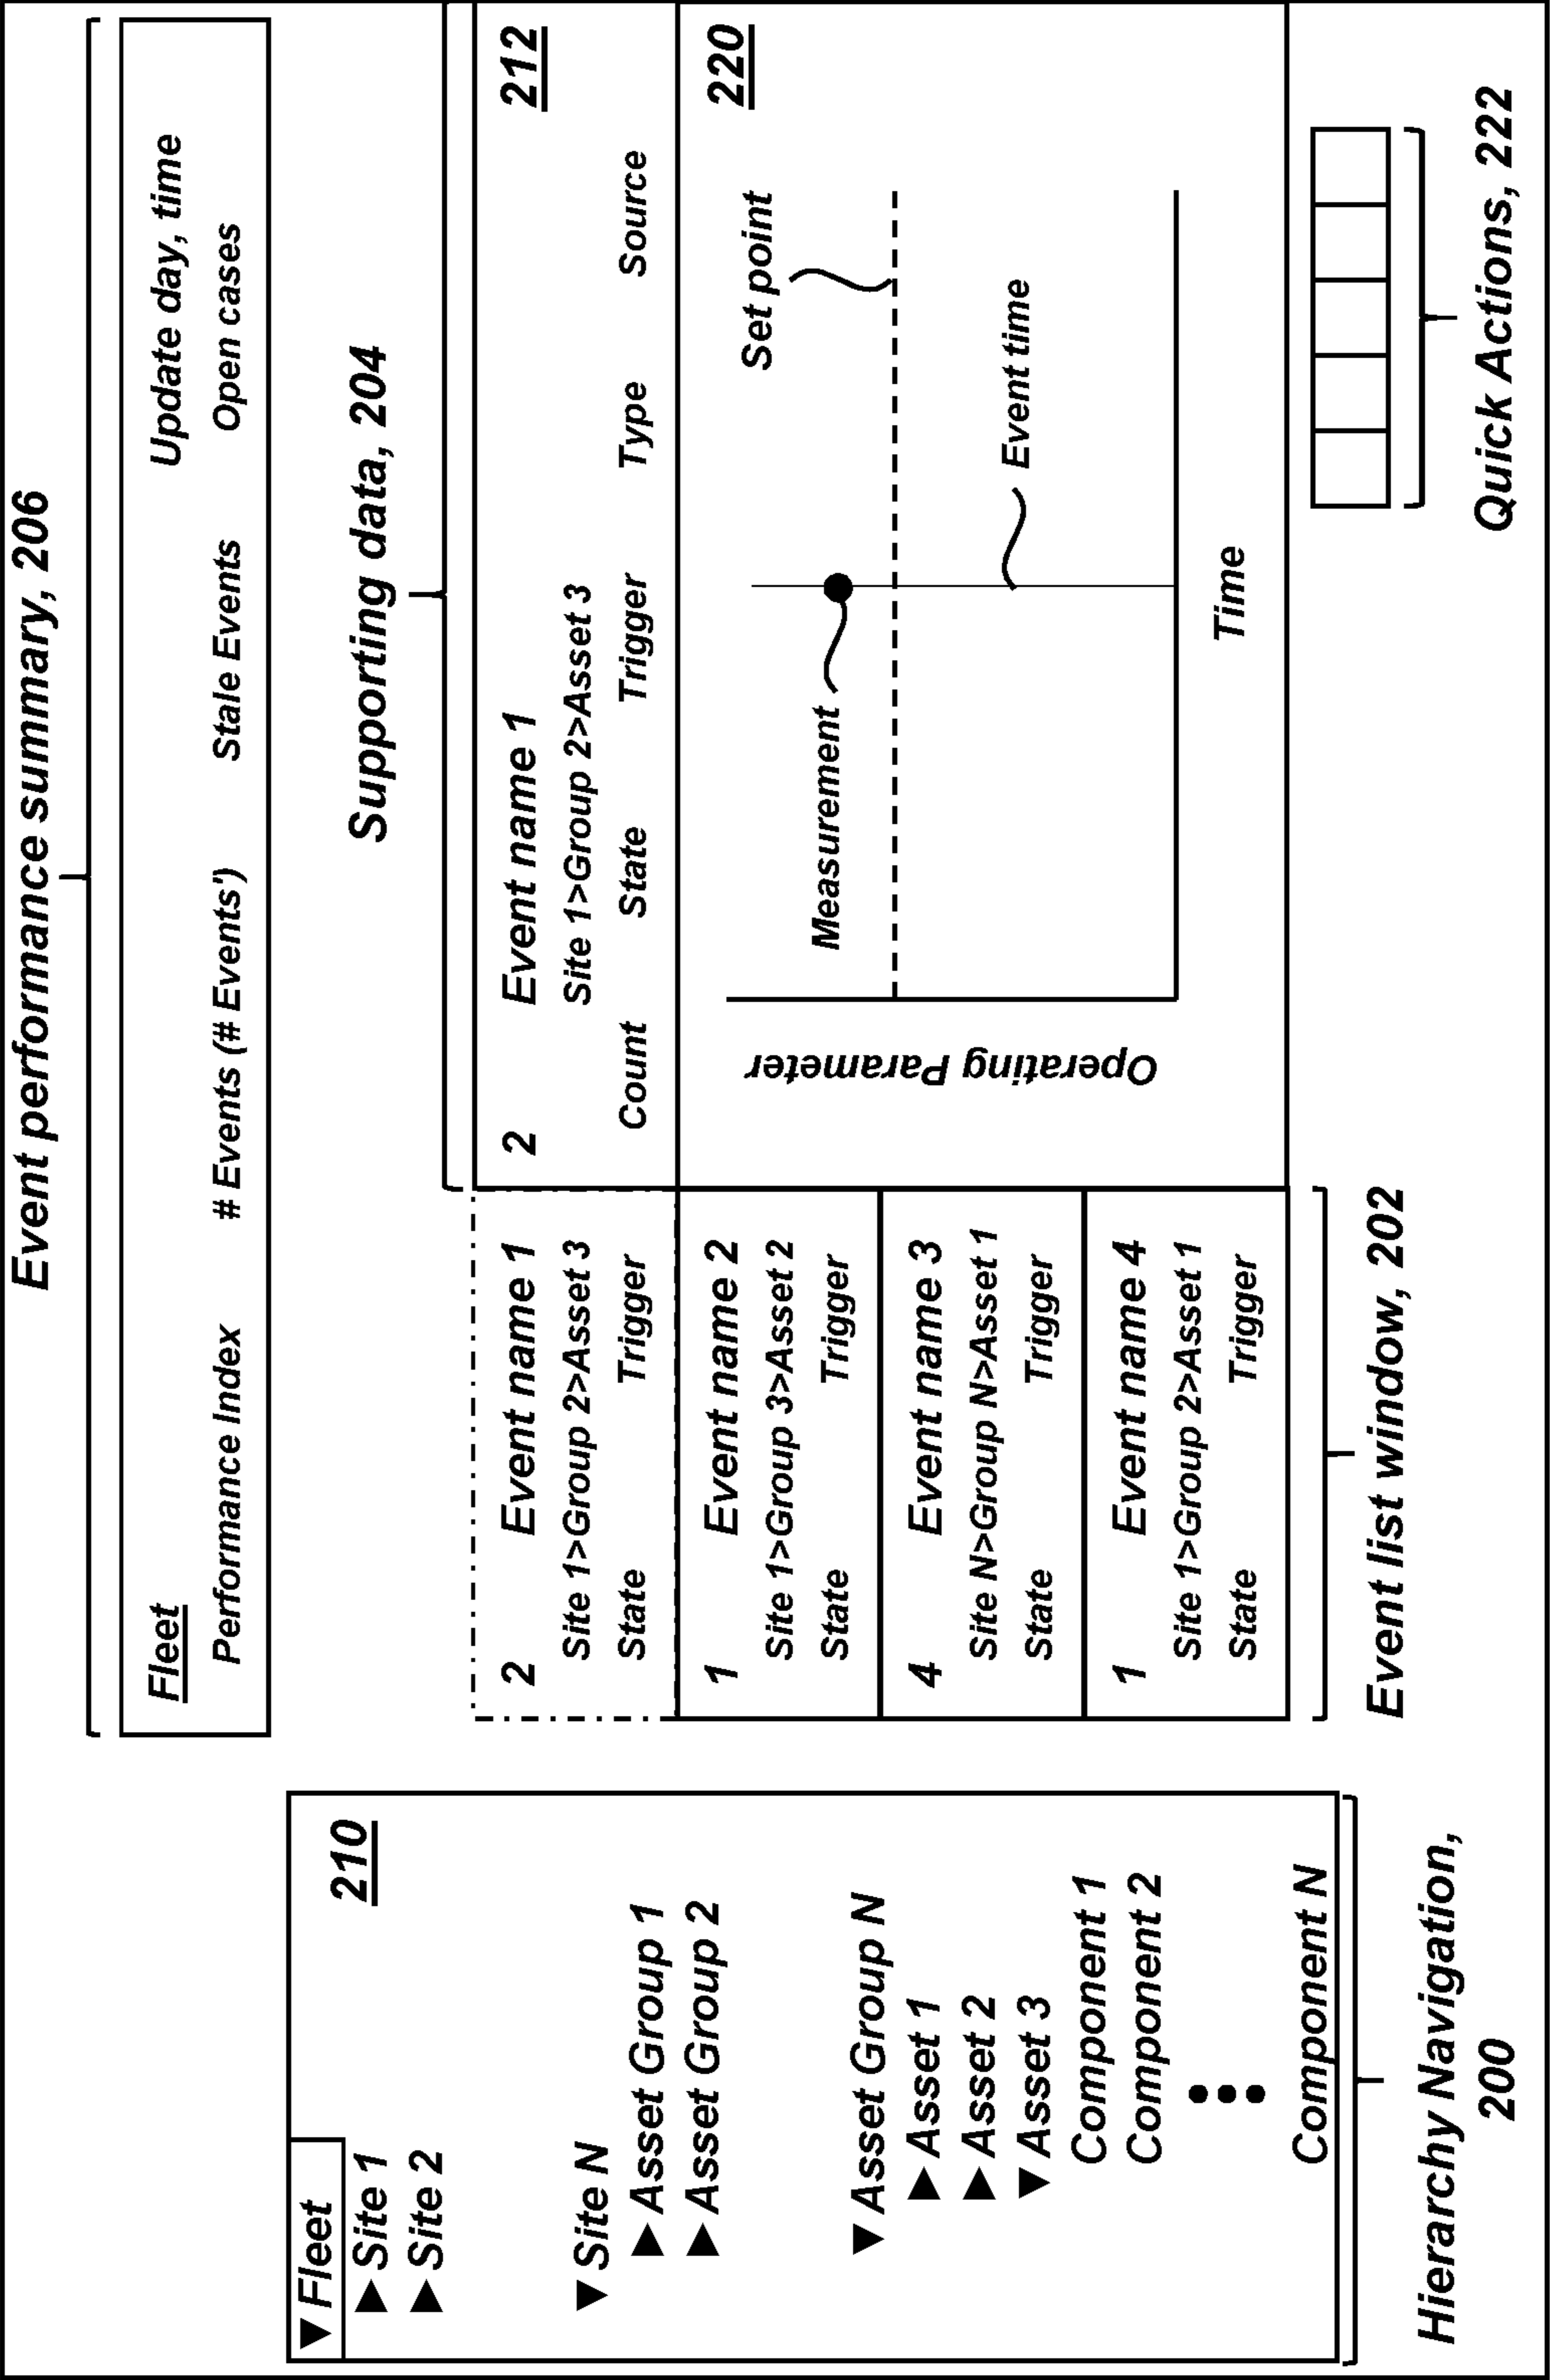 Event performance summary, 206
Fleet
Update day, time
Performance Index
# Events (# Events')
Stale Events
Open cases
Supporting data, 204
▼ Fleet
210
▶ Site 1
▶ Site 2
▼ Site N
▶ Asset Group 1
▶ Asset Group 2
▼ Asset Group N
▶ Asset 1
▶ Asset 2
▼ Asset 3
Component 1
Component 2
Component N
Hierarchy Navigation,
200
2 Event name 1
Site 1>Group 2>Asset 3
State Trigger
1 Event name 2
Site 1>Group 3>Asset 2
State Trigger
4 Event name 3
Site N>Group N>Asset 1
State Trigger
1 Event name 4
Site 1>Group 2>Asset 1
State Trigger
Event list window, 202
2 Event name 1
212
Site 1>Group 2>Asset 3
Count State Trigger Type Source
220
Operating Parameter
Set point
Measurement
Event time
Time
Quick Actions, 222